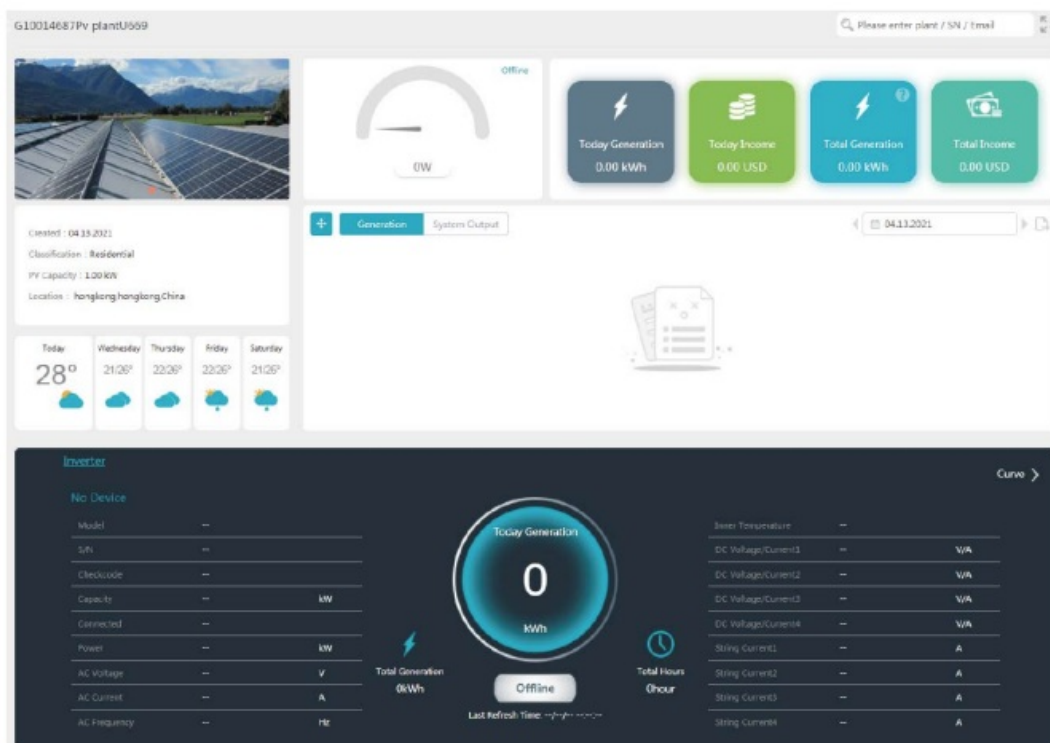 G10014687Pv plantU669
Please enter plant / SN / Email
Offline
0W
Today Generation
0.00 kWh
Today Income
0.00 USD
Total Generation
0.00 kWh
Total Income
0.00 USD
Created : 04.13.2021
Classification : Residential
PV Capacity : 1.00 kW
Location : hongkong,hongkong,China
Generation
System Output
04.13.2021
Today Wednesday Thursday Friday Saturday
28° 21/26° 22/26° 22/26° 21/26°
Inverter
Curve
No Device
Model --
S/N --
Checkcode --
Capacity -- kW
Connected --
Power -- kW
AC Voltage -- V
AC Current -- A
AC Frequency -- Hz
Today Generation
0
kWh
Total Generation
0kWh
Offline
Total Hours
0hour
Last Refresh Time: --/--/-- --:--:--
Inner Temperature --
DC Voltage/Current1 -- V/A
DC Voltage/Current2 -- V/A
DC Voltage/Current3 -- V/A
DC Voltage/Current4 -- V/A
String Current1 -- A
String Current2 -- A
String Current3 -- A
String Current4 -- A